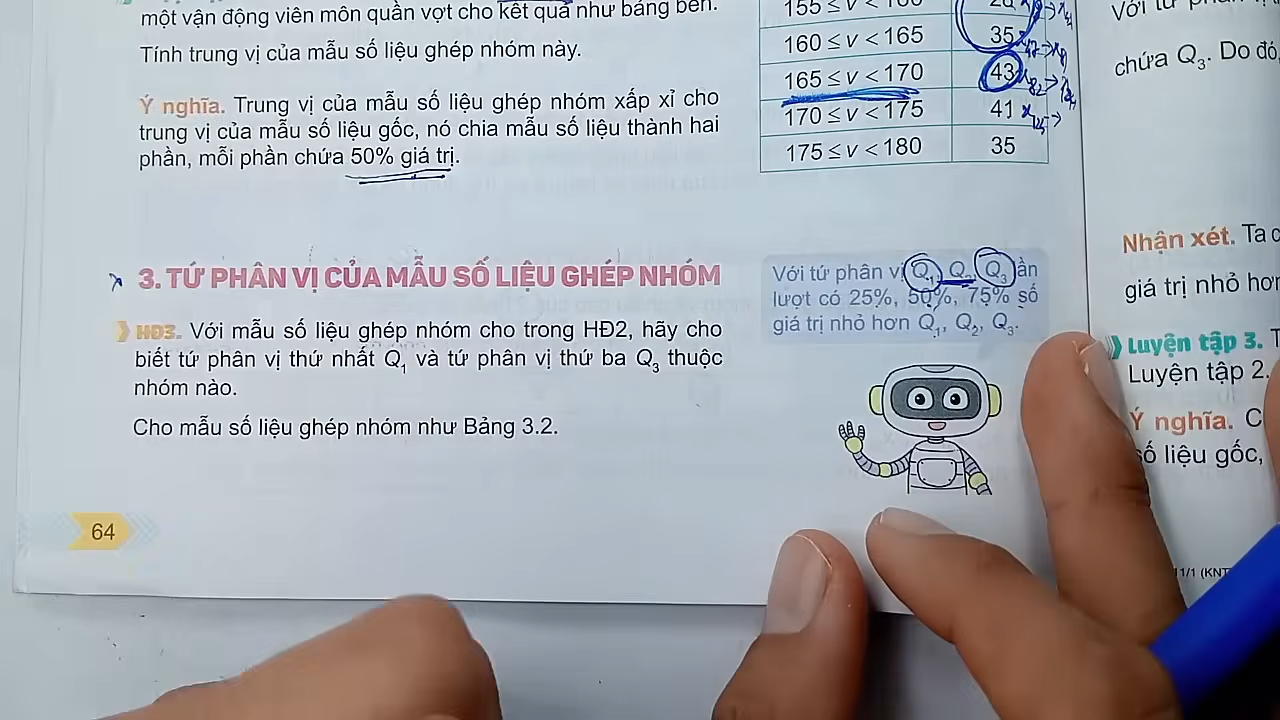 một vận động viên môn quần vợt cho kết quả như bảng bên.
Tính trung vị của mẫu số liệu ghép nhóm này.
Ý nghĩa. Trung vị của mẫu số liệu ghép nhóm xấp xỉ cho
trung vị của mẫu số liệu gốc, nó chia mẫu số liệu thành hai
phần, mỗi phần chứa 50% giá trị.
155 ≤ v <
160 ≤ v < 165 35
165 ≤ v < 170 43
170 ≤ v < 175 41
175 ≤ v < 180 35
3. TỨ PHÂN VỊ CỦA MẪU SỐ LIỆU GHÉP NHÓM
HĐ3. Với mẫu số liệu ghép nhóm cho trong HĐ2, hãy cho
biết tứ phân vị thứ nhất Q₁ và tứ phân vị thứ ba Q₃ thuộc
nhóm nào.
Cho mẫu số liệu ghép nhóm như Bảng 3.2.
Với tứ phân vị Q₁, Q₂, Q₃ lần
lượt có 25%, 50%, 75% số
giá trị nhỏ hơn Q₁, Q₂, Q₃.
64
Với tứ
chứa Q₃. Do đó,
Nhận xét. Ta
giá trị nhỏ
Luyện tập 3.
Luyện tập 2.
Ý nghĩa.
số liệu gốc,
11/1 (KNT